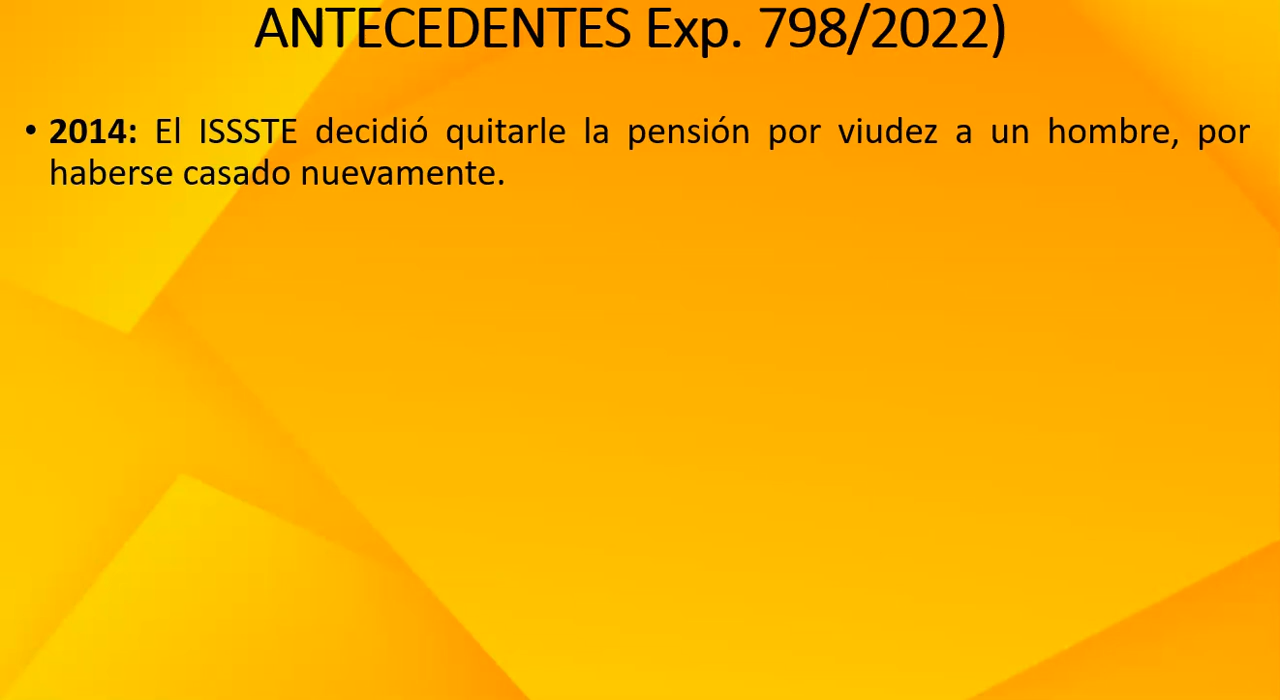 ANTECEDENTES Exp. 798/2022)
• 2014: El ISSSTE decidió quitarle la pensión por viudez a un hombre, por
haberse casado nuevamente.